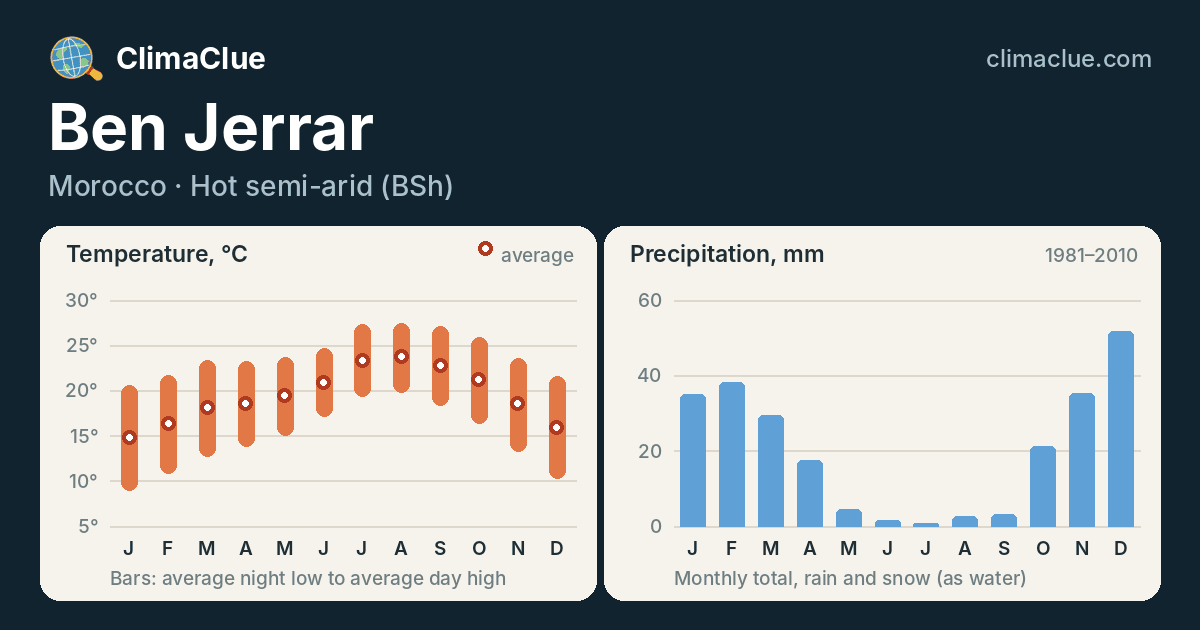 ClimaClue
climaclue.com
Ben Jerrar
Morocco · Hot semi-arid (BSh)
Temperature, °C
average
30°
25°
20°
15°
10°
5°
J F M A M J J A S O N D
Bars: average night low to average day high
Precipitation, mm
1981–2010
60
40
20
0
J F M A M J J A S O N D
Monthly total, rain and snow (as water)